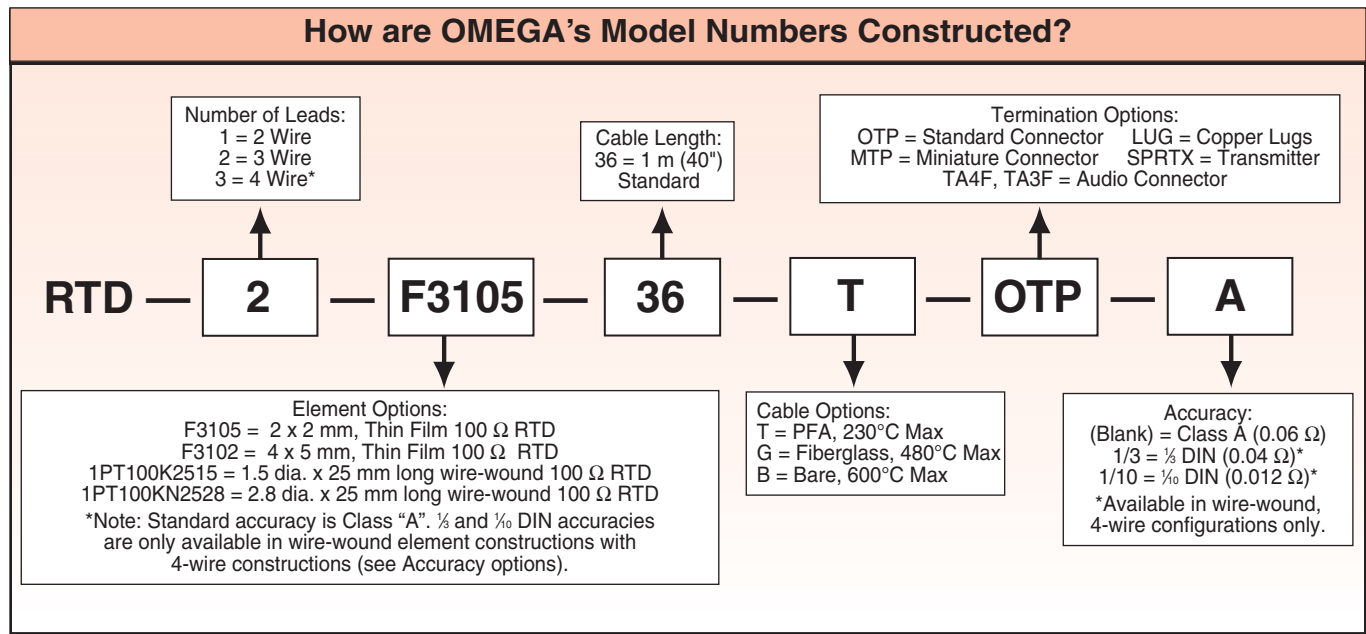 How are OMEGA's Model Numbers Constructed?
Number of Leads:
1 = 2 Wire
2 = 3 Wire
3 = 4 Wire*
Cable Length:
36 = 1 m (40")
Standard
Termination Options:
OTP = Standard Connector LUG = Copper Lugs
MTP = Miniature Connector SPRTX = Transmitter
TA4F, TA3F = Audio Connector
RTD — 2 — F3105 — 36 — T — OTP — A
Element Options:
F3105 = 2 x 2 mm, Thin Film 100 Ω RTD
F3102 = 4 x 5 mm, Thin Film 100 Ω RTD
1PT100K2515 = 1.5 dia. x 25 mm long wire-wound 100 Ω RTD
1PT100KN2528 = 2.8 dia. x 25 mm long wire-wound 100 Ω RTD
*Note: Standard accuracy is Class "A". ⅓ and ⅒ DIN accuracies
are only available in wire-wound element constructions with
4-wire constructions (see Accuracy options).
Cable Options:
T = PFA, 230°C Max
G = Fiberglass, 480°C Max
B = Bare, 600°C Max
Accuracy:
(Blank) = Class A (0.06 Ω)
1/3 = ⅓ DIN (0.04 Ω)*
1/10 = ⅒ DIN (0.012 Ω)*
*Available in wire-wound,
4-wire configurations only.